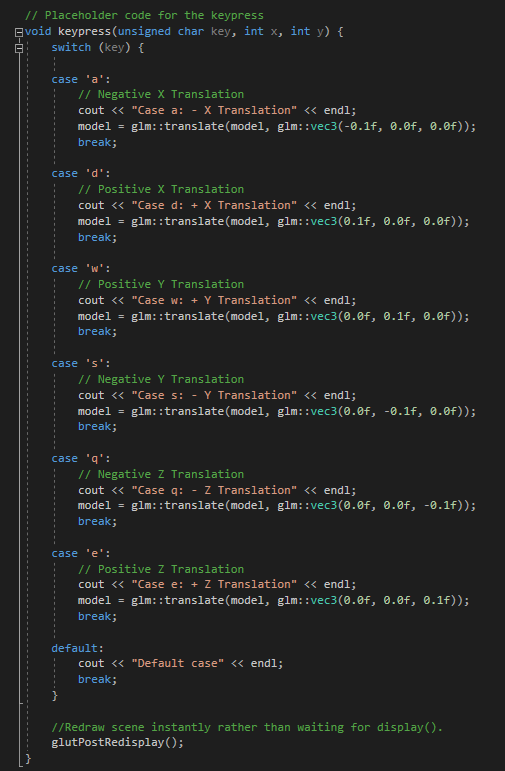 // Placeholder code for the keypress
void keypress(unsigned char key, int x, int y) {
    switch (key) {

    case 'a':
        // Negative X Translation
        cout << "Case a: - X Translation" << endl;
        model = glm::translate(model, glm::vec3(-0.1f, 0.0f, 0.0f));
        break;

    case 'd':
        // Positive X Translation
        cout << "Case d: + X Translation" << endl;
        model = glm::translate(model, glm::vec3(0.1f, 0.0f, 0.0f));
        break;

    case 'w':
        // Positive Y Translation
        cout << "Case w: + Y Translation" << endl;
        model = glm::translate(model, glm::vec3(0.0f, 0.1f, 0.0f));
        break;

    case 's':
        // Negative Y Translation
        cout << "Case s: - Y Translation" << endl;
        model = glm::translate(model, glm::vec3(0.0f, -0.1f, 0.0f));
        break;

    case 'q':
        // Negative Z Translation
        cout << "Case q: - Z Translation" << endl;
        model = glm::translate(model, glm::vec3(0.0f, 0.0f, -0.1f));
        break;

    case 'e':
        // Positive Z Translation
        cout << "Case e: + Z Translation" << endl;
        model = glm::translate(model, glm::vec3(0.0f, 0.0f, 0.1f));
        break;

    default:
        cout << "Default case" << endl;
        break;
    }

    //Redraw scene instantly rather than waiting for display().
    glutPostRedisplay();
}